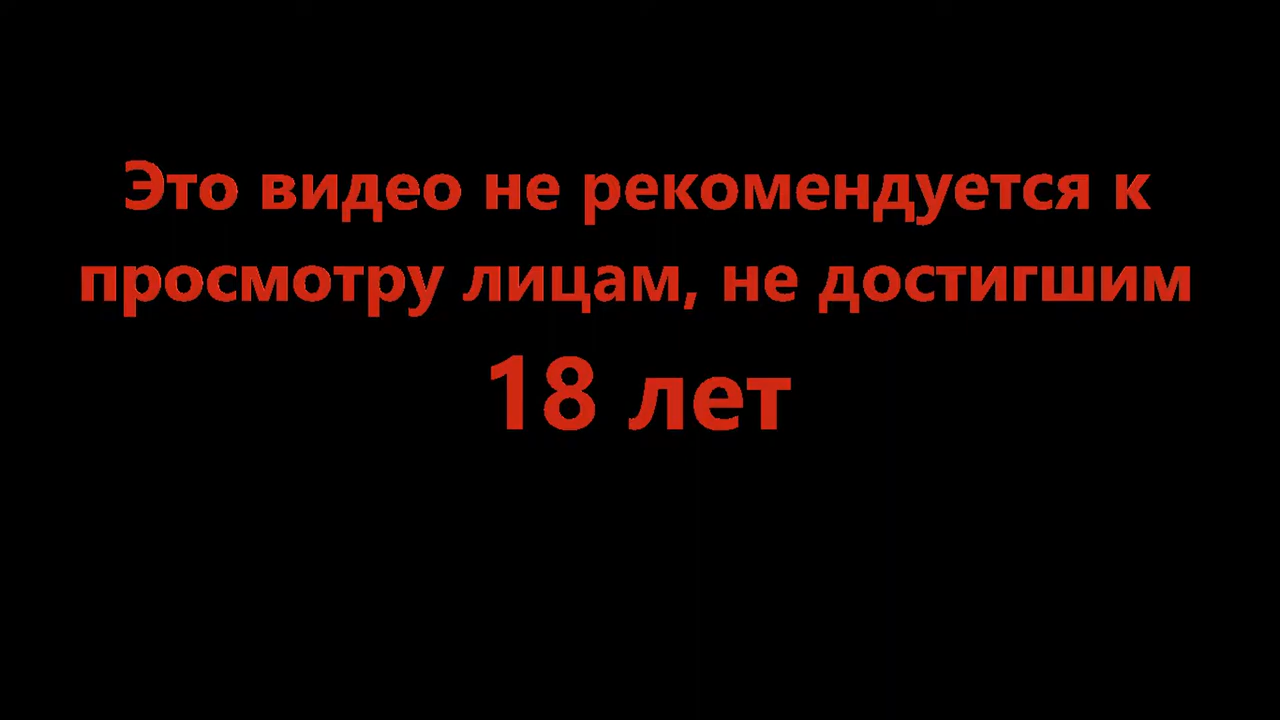 Это видео не рекомендуется к
просмотру лицам, не достигшим
18 лет